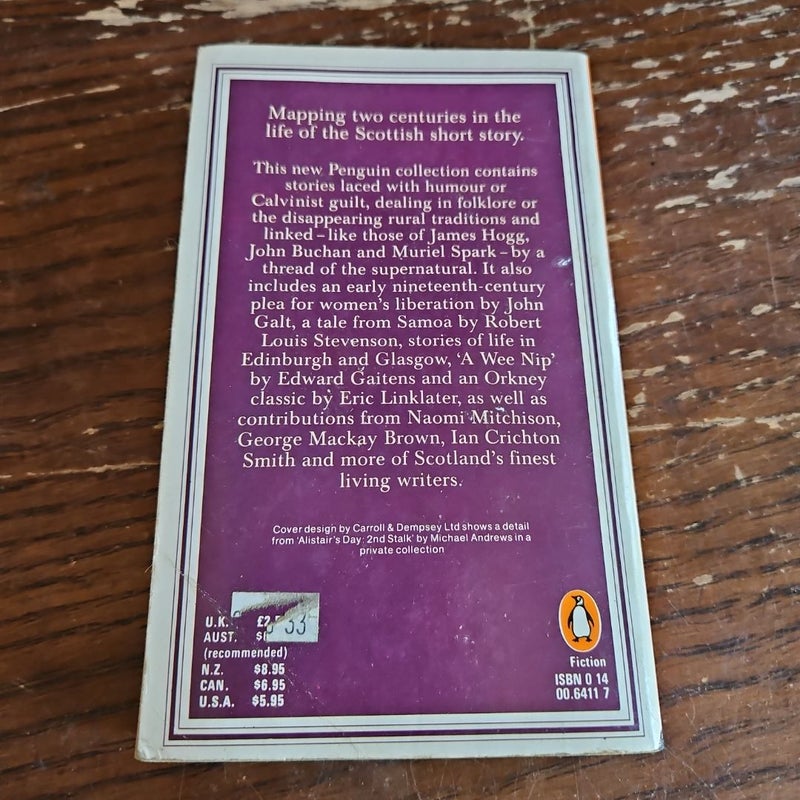 Mapping two centuries in the
life of the Scottish short story.
This new Penguin collection contains
stories laced with humour or
Calvinist guilt, dealing in folklore or
the disappearing rural traditions and
linked – like those of James Hogg,
John Buchan and Muriel Spark – by a
thread of the supernatural. It also
includes an early nineteenth-century
plea for women's liberation by John
Galt, a tale from Samoa by Robert
Louis Stevenson, stories of life in
Edinburgh and Glasgow, 'A Wee Nip'
by Edward Gaitens and an Orkney
classic by Eric Linklater, as well as
contributions from Naomi Mitchison,
George Mackay Brown, Ian Crichton
Smith and more of Scotland's finest
living writers.
Cover design by Carroll & Dempsey Ltd shows a detail
from 'Alistair's Day: 2nd Stalk' by Michael Andrews in a
private collection
U.K. £2
AUST.
(recommended)
N.Z. $8.95
CAN. $6.95
U.S.A. $5.95
Fiction
ISBN 0 14
00.6411 7